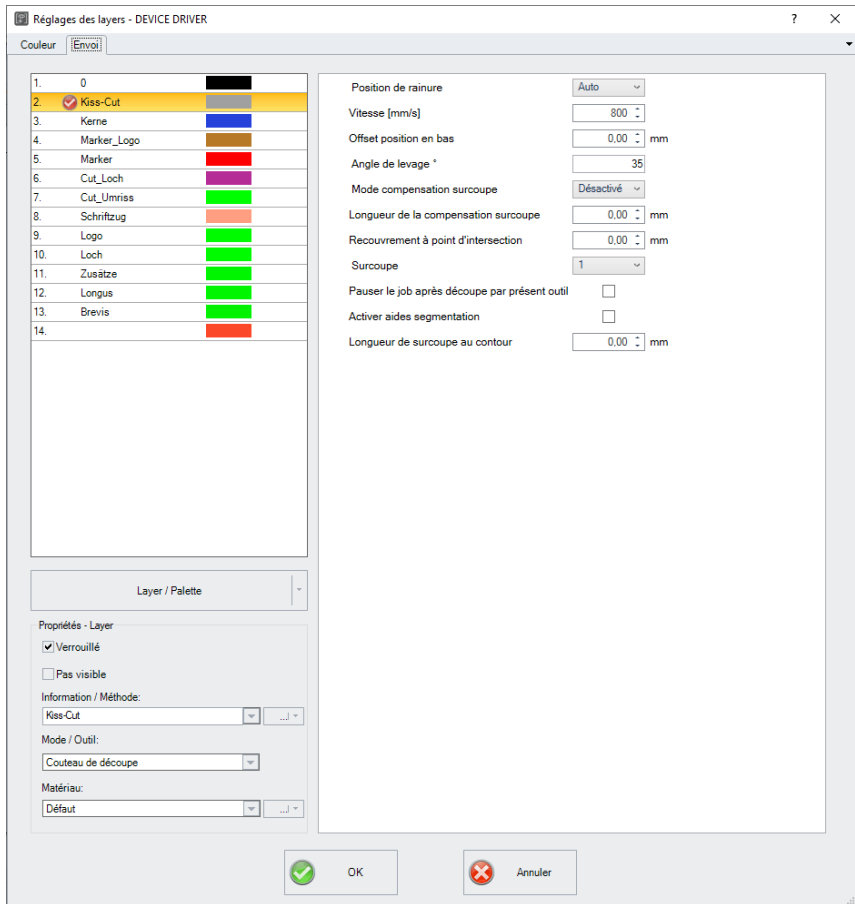 Réglages des layers - DEVICE DRIVER
?
Couleur Envoi
1. 0
2. Kiss-Cut
3. Kerne
4. Marker_Logo
5. Marker
6. Cut_Loch
7. Cut_Umriss
8. Schriftzug
9. Logo
10. Loch
11. Zusätze
12. Longus
13. Brevis
14.
Layer / Palette
Propriétés - Layer
Verrouillé
Pas visible
Information / Méthode:
Kiss-Cut ...
Mode / Outil:
Couteau de découpe
Matériau:
Défaut ...
Position de rainure Auto
Vitesse [mm/s] 800
Offset position en bas 0,00 mm
Angle de levage ° 35
Mode compensation surcoupe Désactivé
Longueur de la compensation surcoupe 0,00 mm
Recouvrement à point d'intersection 0,00 mm
Surcoupe 1
Pauser le job après découpe par présent outil
Activer aides segmentation
Longueur de surcoupe au contour 0,00 mm
OK Annuler